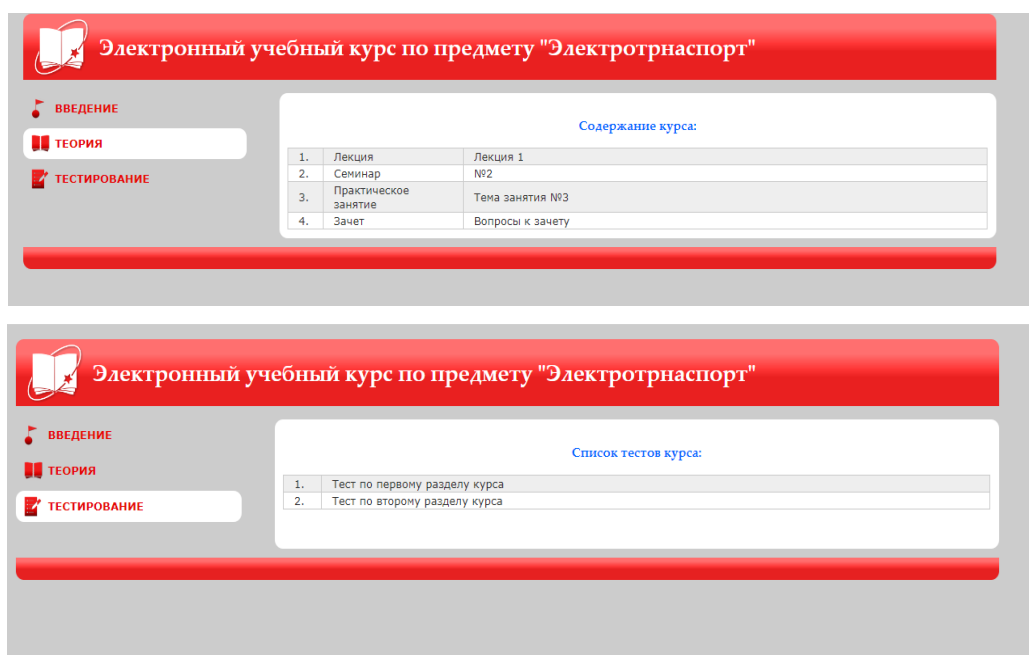 Электронный учебный курс по предмету "Электротрнаспорт"
ВВЕДЕНИЕ
ТЕОРИЯ
ТЕСТИРОВАНИЕ
Содержание курса:
1. Лекция Лекция 1
2. Семинар №2
3. Практическое занятие Тема занятия №3
4. Зачет Вопросы к зачету
Электронный учебный курс по предмету "Электротрнаспорт"
ВВЕДЕНИЕ
ТЕОРИЯ
ТЕСТИРОВАНИЕ
Список тестов курса:
1. Тест по первому разделу курса
2. Тест по второму разделу курса